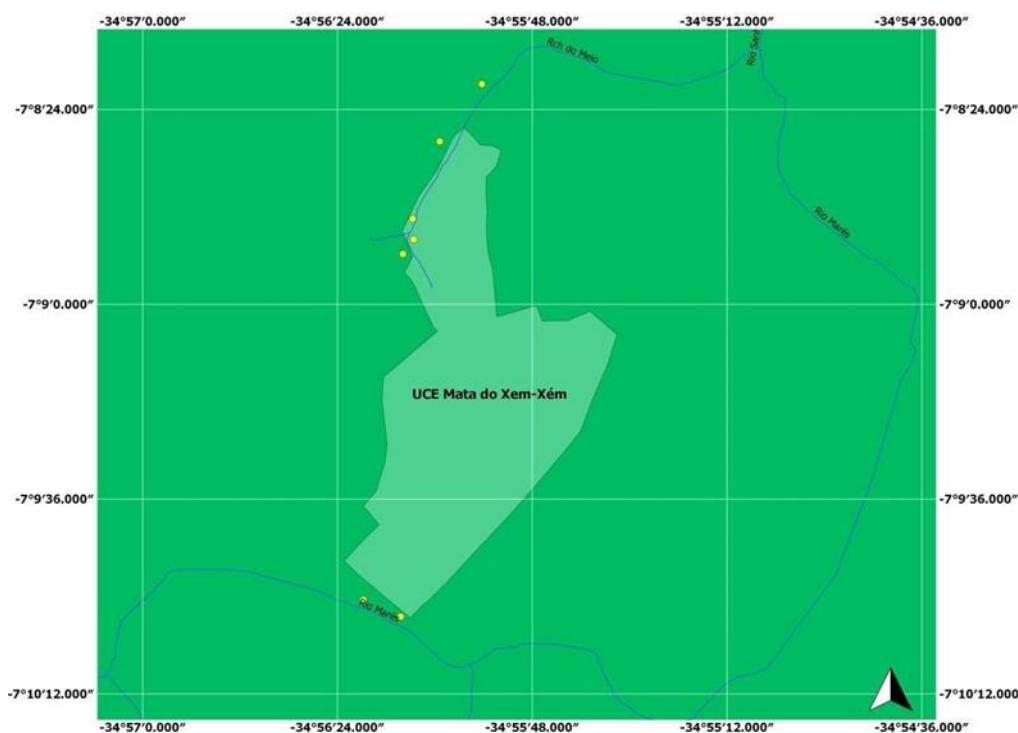 -34°57′0.000″ -34°56′24.000″ -34°55′48.000″ -34°55′12.000″ -34°54′36.000″
Rch do Meio
-7°8′24.000″ -7°8′24.000″
Rio Marés
-7°9′0.000″ -7°9′0.000″
UCE Mata do Xem-Xém
-7°9′36.000″ -7°9′36.000″
Rio Marés
-7°10′12.000″ -7°10′12.000″
-34°57′0.000″ -34°56′24.000″ -34°55′48.000″ -34°55′12.000″ -34°54′36.000″